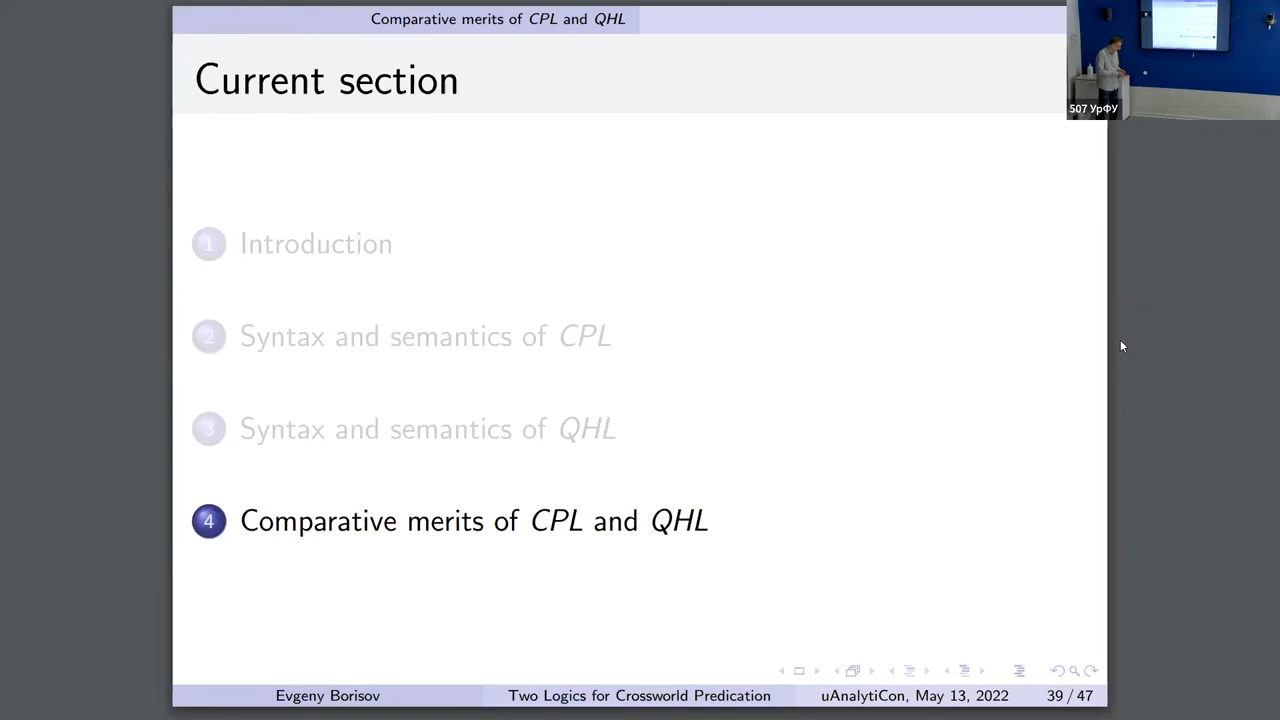 Comparative merits of CPL and QHL
Current section
507 УрФУ
1 Introduction
2 Syntax and semantics of CPL
3 Syntax and semantics of QHL
4 Comparative merits of CPL and QHL
Evgeny Borisov
Two Logics for Crossworld Predication
uAnalytiCon, May 13, 2022
39 / 47